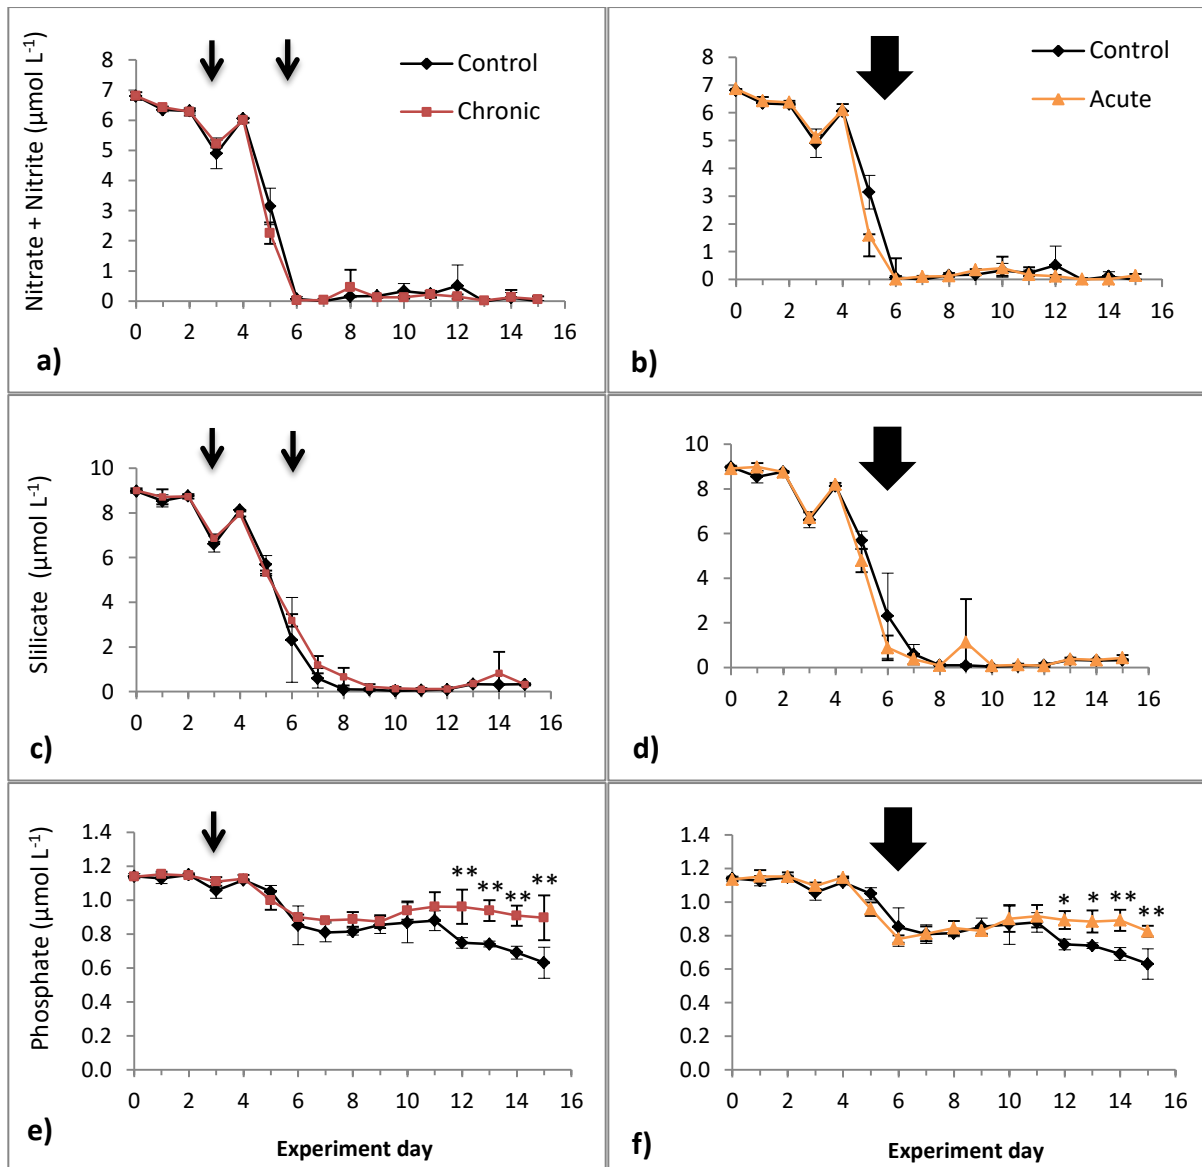 Nitrate + Nitrite (µmol L-1)
8
7
6
5
4
3
2
1
0
0 2 4 6 8 10 12 14 16
Control
Chronic
a)
8
7
6
5
4
3
2
1
0
0 2 4 6 8 10 12 14 16
Control
Acute
b)
Slilicate (µmol L-1)
10
8
6
4
2
0
0 2 4 6 8 10 12 14 16
c)
10
8
6
4
2
0
0 2 4 6 8 10 12 14 16
d)
Phosphate (µmol L-1)
1.4
1.2
1.0
0.8
0.6
0.4
0.2
0.0
** ** ** **
0 2 4 6 8 10 12 14 16
e)
Experiment day
1.4
1.2
1.0
0.8
0.6
0.4
0.2
0.0
* * ** **
0 2 4 6 8 10 12 14 16
f)
Experiment day